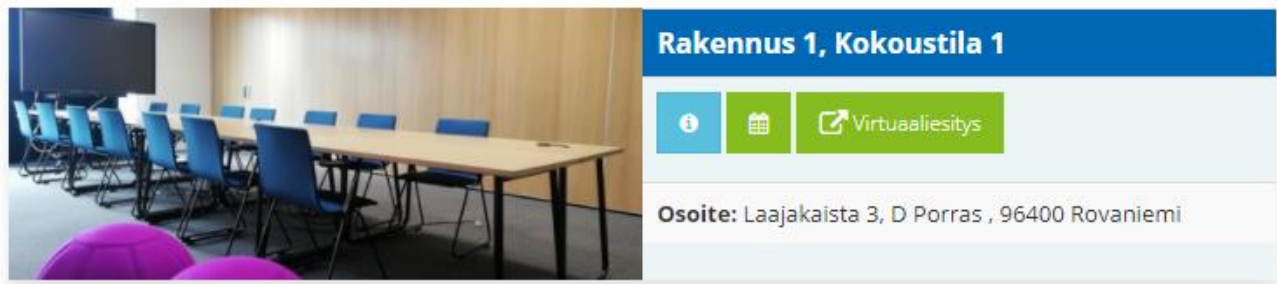 Rakennus 1, Kokoustila 1
Virtuaaliesitys
Osoite: Laajakaista 3, D Porras , 96400 Rovaniemi